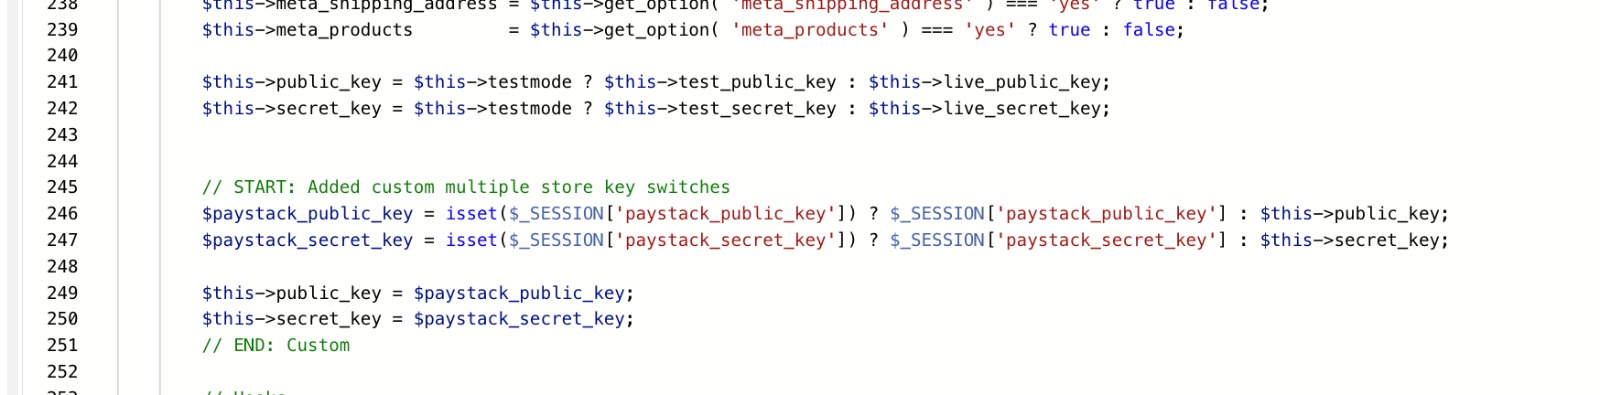 238 $this->meta_shipping_address = $this->get_option( 'meta_shipping_address' ) === 'yes' ? true : false;
239 $this->meta_products         = $this->get_option( 'meta_products' ) === 'yes' ? true : false;
240
241 $this->public_key = $this->testmode ? $this->test_public_key : $this->live_public_key;
242 $this->secret_key = $this->testmode ? $this->test_secret_key : $this->live_secret_key;
243
244
245 // START: Added custom multiple store key switches
246 $paystack_public_key = isset($_SESSION['paystack_public_key']) ? $_SESSION['paystack_public_key'] : $this->public_key;
247 $paystack_secret_key = isset($_SESSION['paystack_secret_key']) ? $_SESSION['paystack_secret_key'] : $this->secret_key;
248
249 $this->public_key = $paystack_public_key;
250 $this->secret_key = $paystack_secret_key;
251 // END: Custom
252
253 // Hooks